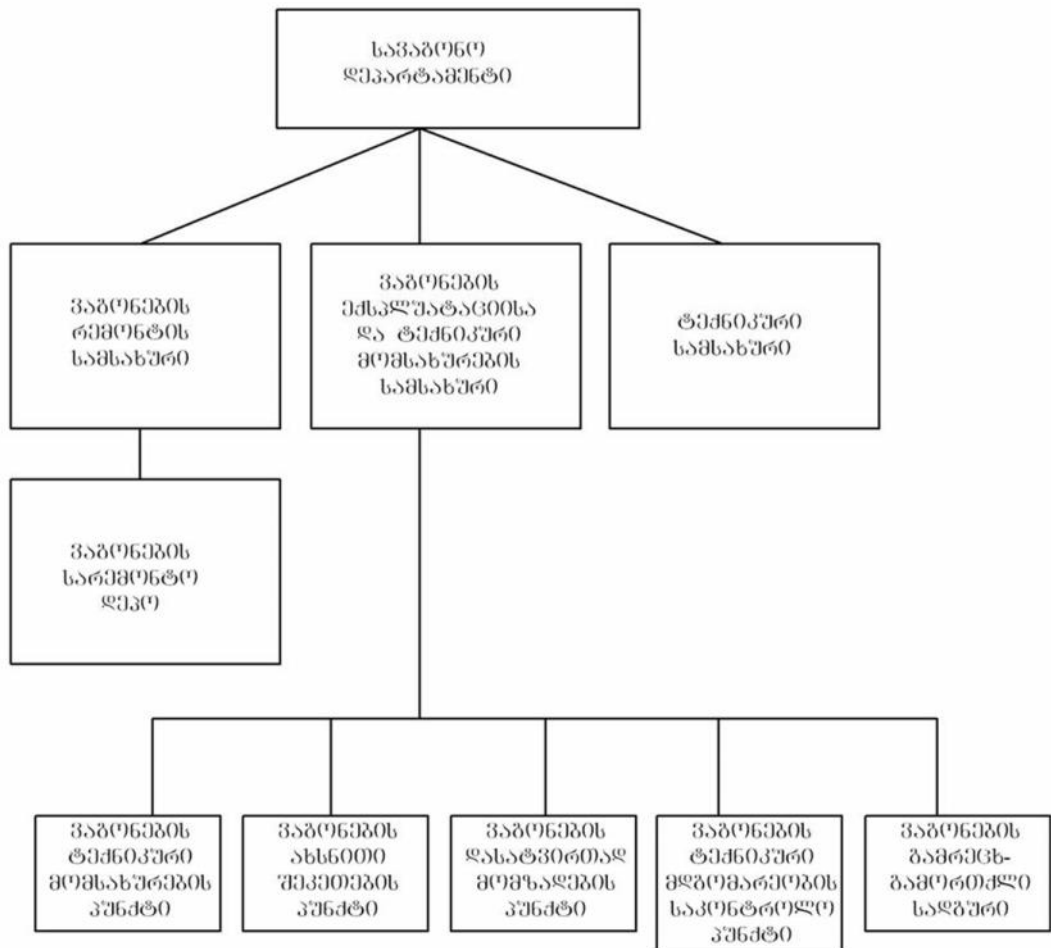 სავაგონო
დეპარტამენტი
ვაგონების
რემონტის
სამსახური
ვაგონების
ექსპლუატაციისა
და ტექნიკური
მომსახურების
სამსახური
ტექნიკური
სამსახური
ვაგონების
სარემონტო
დეპო
ვაგონების
ტექნიკური
მომსახურების
პუნქტი
ვაგონების
ახსნითი
შეკეთების
პუნქტი
ვაგონების
დასატვირთად
მომზადების
პუნქტი
ვაგონების
ტექნიკური
მდგომარეობის
საკონტროლო
პუნქტი
ვაგონების
გამრეცხ-
გამორთქლი
სადგური